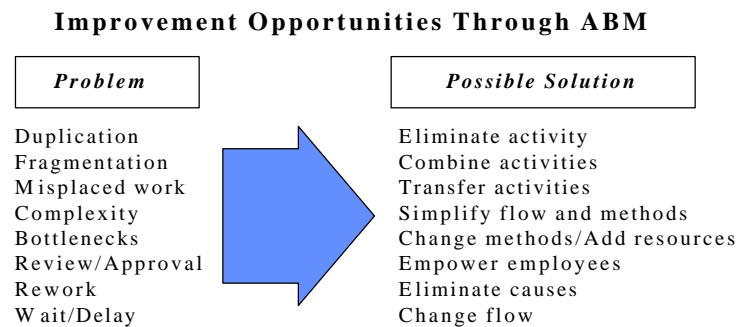 Improvement Opportunities Through ABM
Problem
Possible Solution
Duplication
Fragmentation
Misplaced work
Complexity
Bottlenecks
Review/Approval
Rework
Wait/Delay
Eliminate activity
Combine activities
Transfer activities
Simplify flow and methods
Change methods/Add resources
Empower employees
Eliminate causes
Change flow